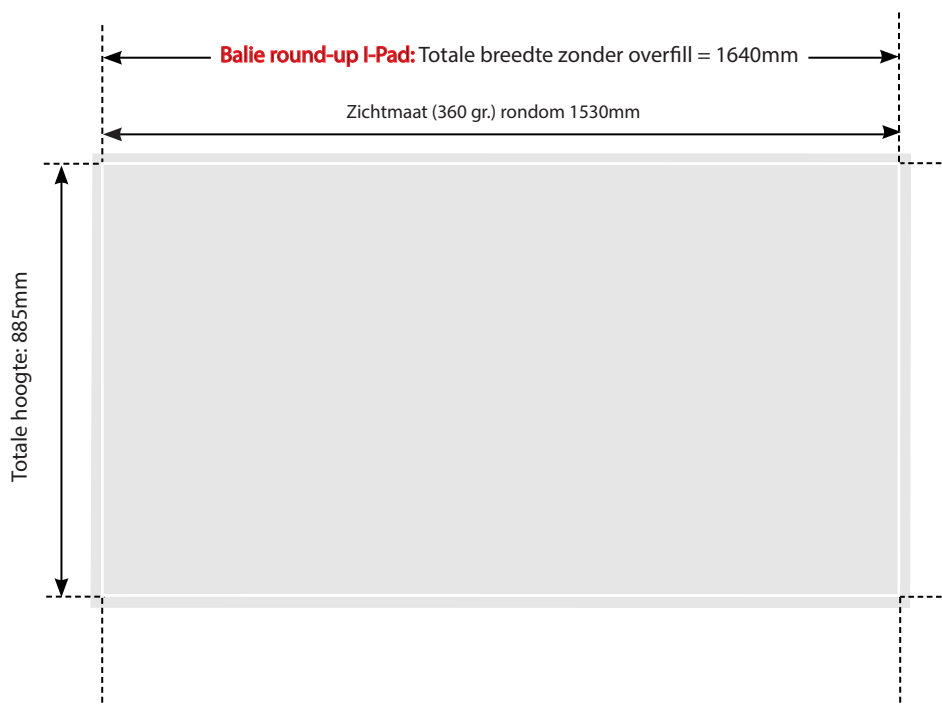 Balie round-up I-Pad: Totale breedte zonder overfill = 1640mm
Zichtmaat (360 gr.) rondom 1530mm
Totale hoogte: 885mm